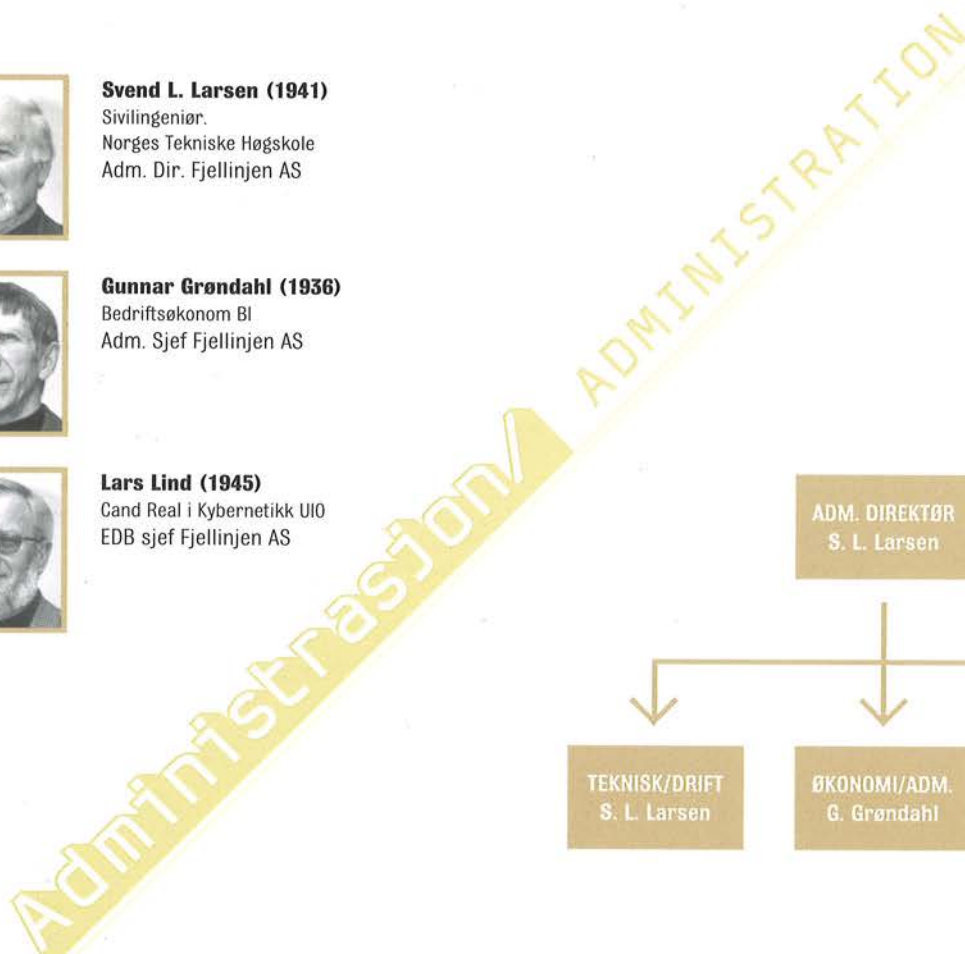 Svend L. Larsen (1941)
Sivilingeniør.
Norges Tekniske Høgskole
Adm. Dir. Fjellinjen AS
Gunnar Grøndahl (1936)
Bedriftsøkonom BI
Adm. Sjef Fjellinjen AS
Lars Lind (1945)
Cand Real i Kybernetikk UIO
EDB sjef Fjellinjen AS
Administrasjon/ ADMINISTRATION
ADM. DIREKTØR
S. L. Larsen
TEKNISK/DRIFT
S. L. Larsen
ØKONOMI/ADM.
G. Grøndahl